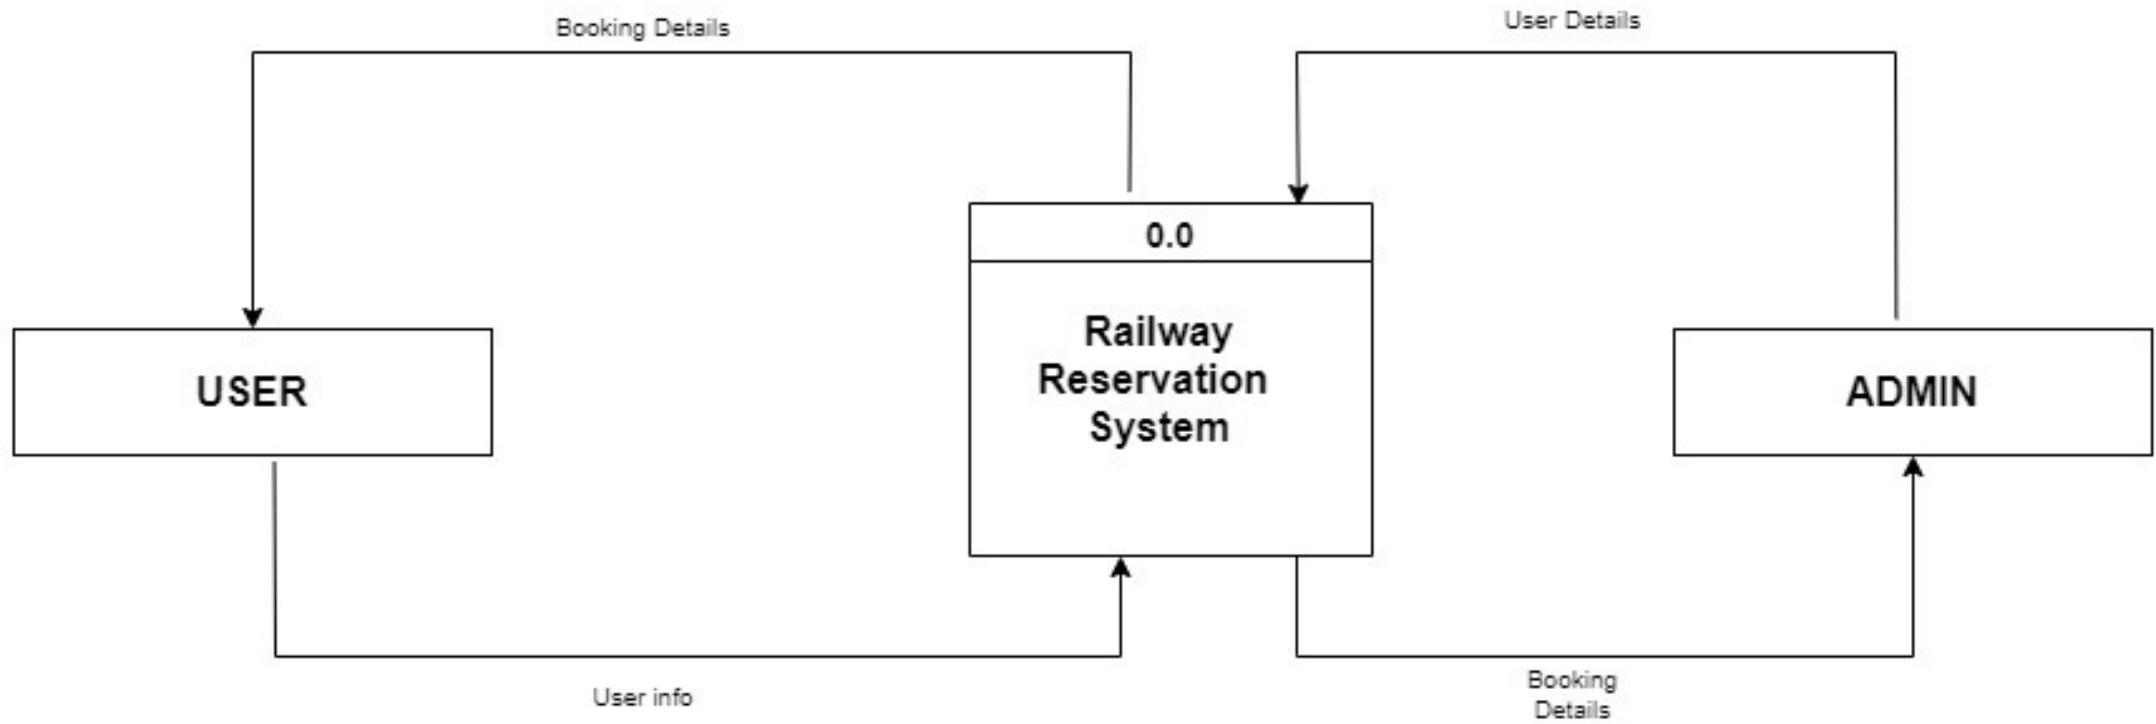 Booking Details
User Details
0.0
Railway
Reservation
System
USER
ADMIN
User info
Booking
Details